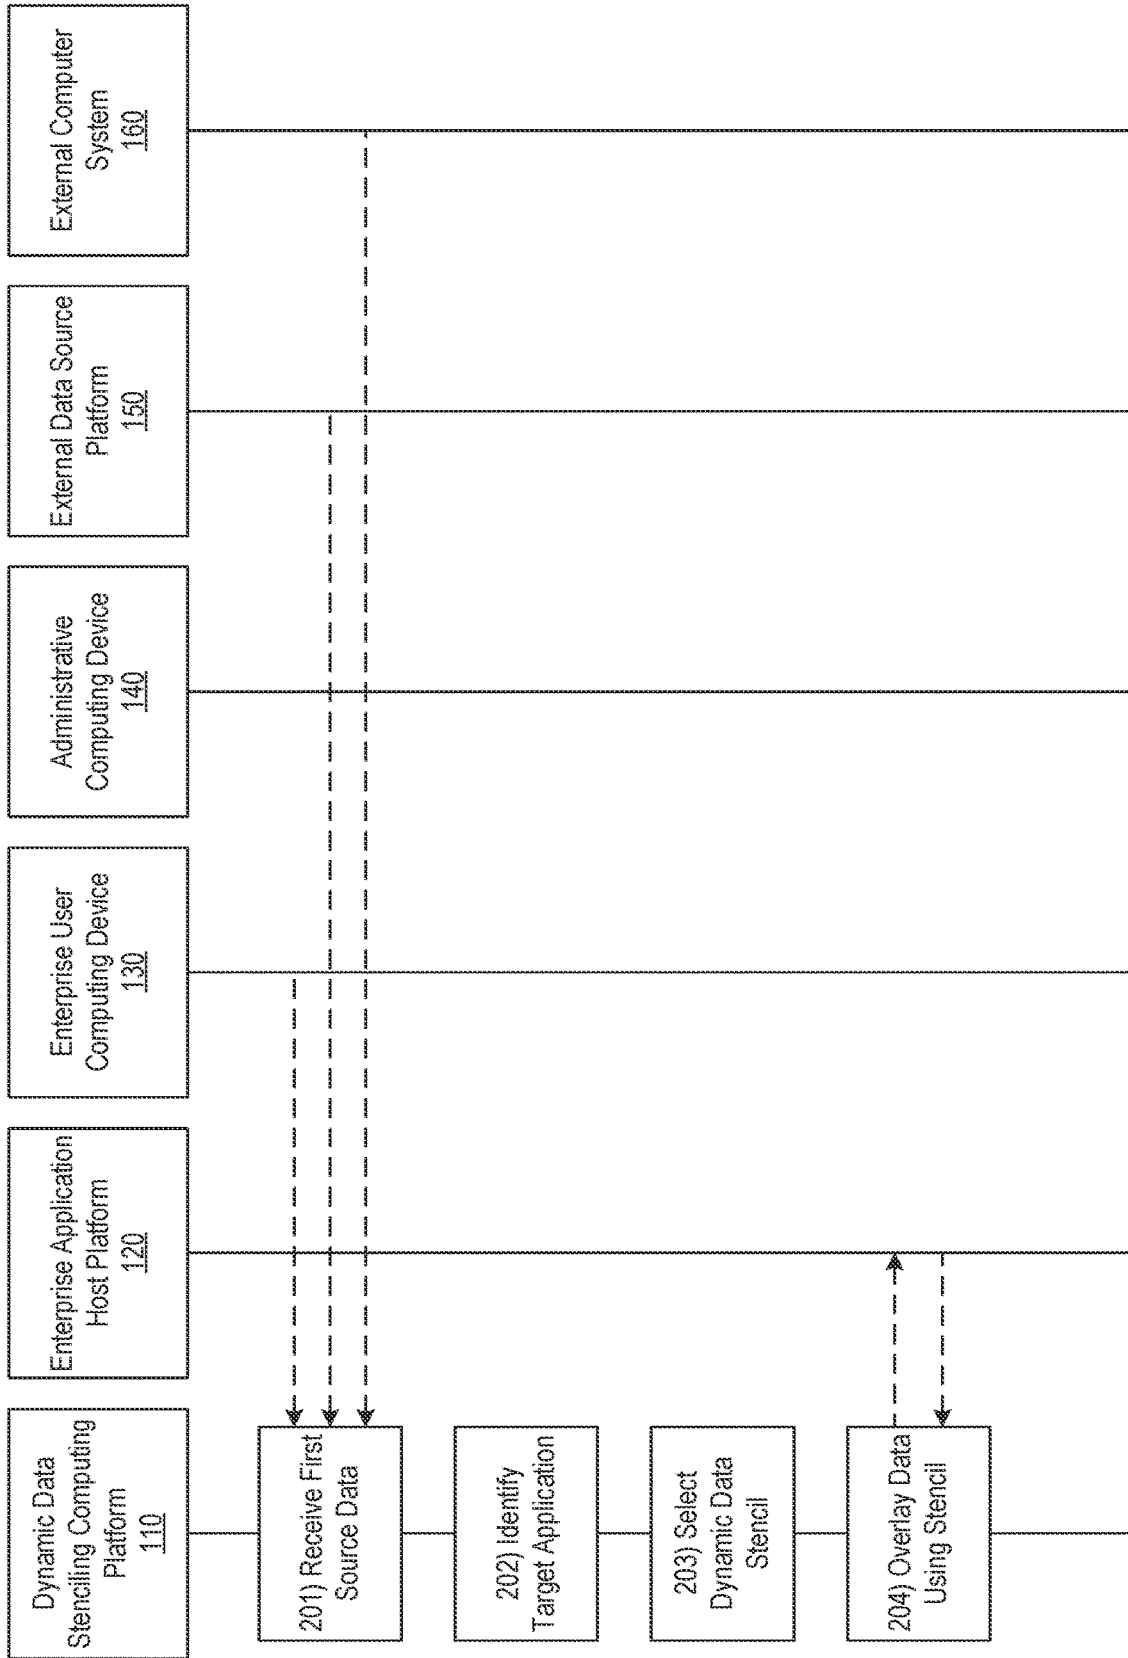 Dynamic Data
Stenciling Computing
Platform
110
Enterprise Application
Host Platform
120
Enterprise User
Computing Device
130
Administrative
Computing Device
140
External Data Source
Platform
150
External Computer
System
160
201) Receive First
Source Data
202) Identify
Target Application
203) Select
Dynamic Data
Stencil
204) Overlay Data
Using Stencil